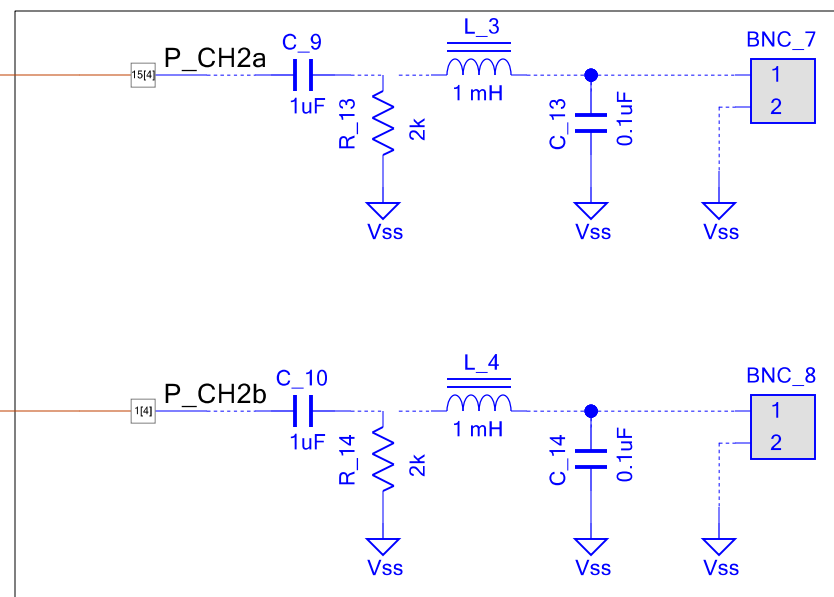 L_3
C_9
BNC_7
P_CH2a
15[4]
1
1uF
R_13
2k
1 mH
C_13
0.1uF
2
Vss
Vss
Vss
L_4
C_10
BNC_8
P_CH2b
1[4]
1
1uF
R_14
2k
1 mH
C_14
0.1uF
2
Vss
Vss
Vss